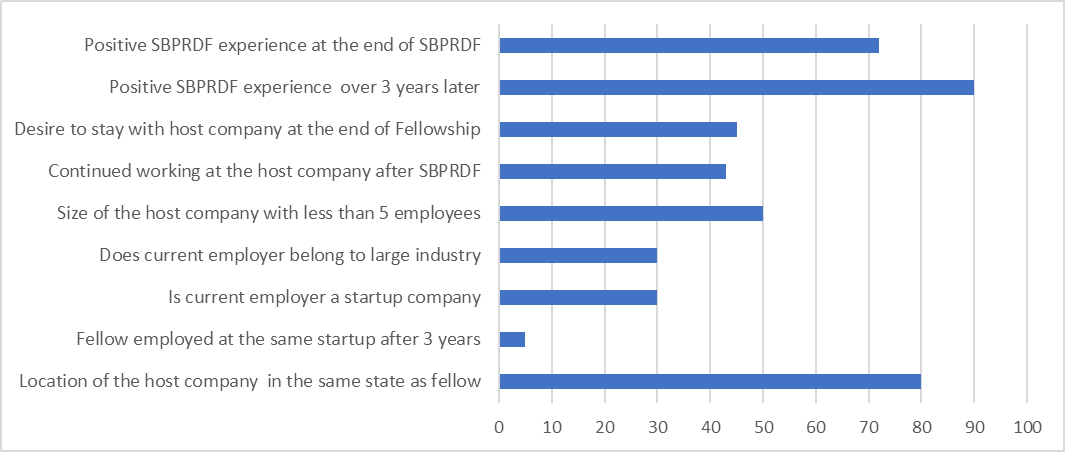 Positive SBPRDF experience at the end of SBPRDF
Positive SBPRDF experience  over 3 years later
Desire to stay with host company at the end of Fellowship
Continued working at the host company after SBPRDF
Size of the host company with less than 5 employees
Does current employer belong to large industry
Is current employer a startup company
Fellow employed at the same startup after 3 years
Location of the host company  in the same state as fellow
0 10 20 30 40 50 60 70 80 90 100